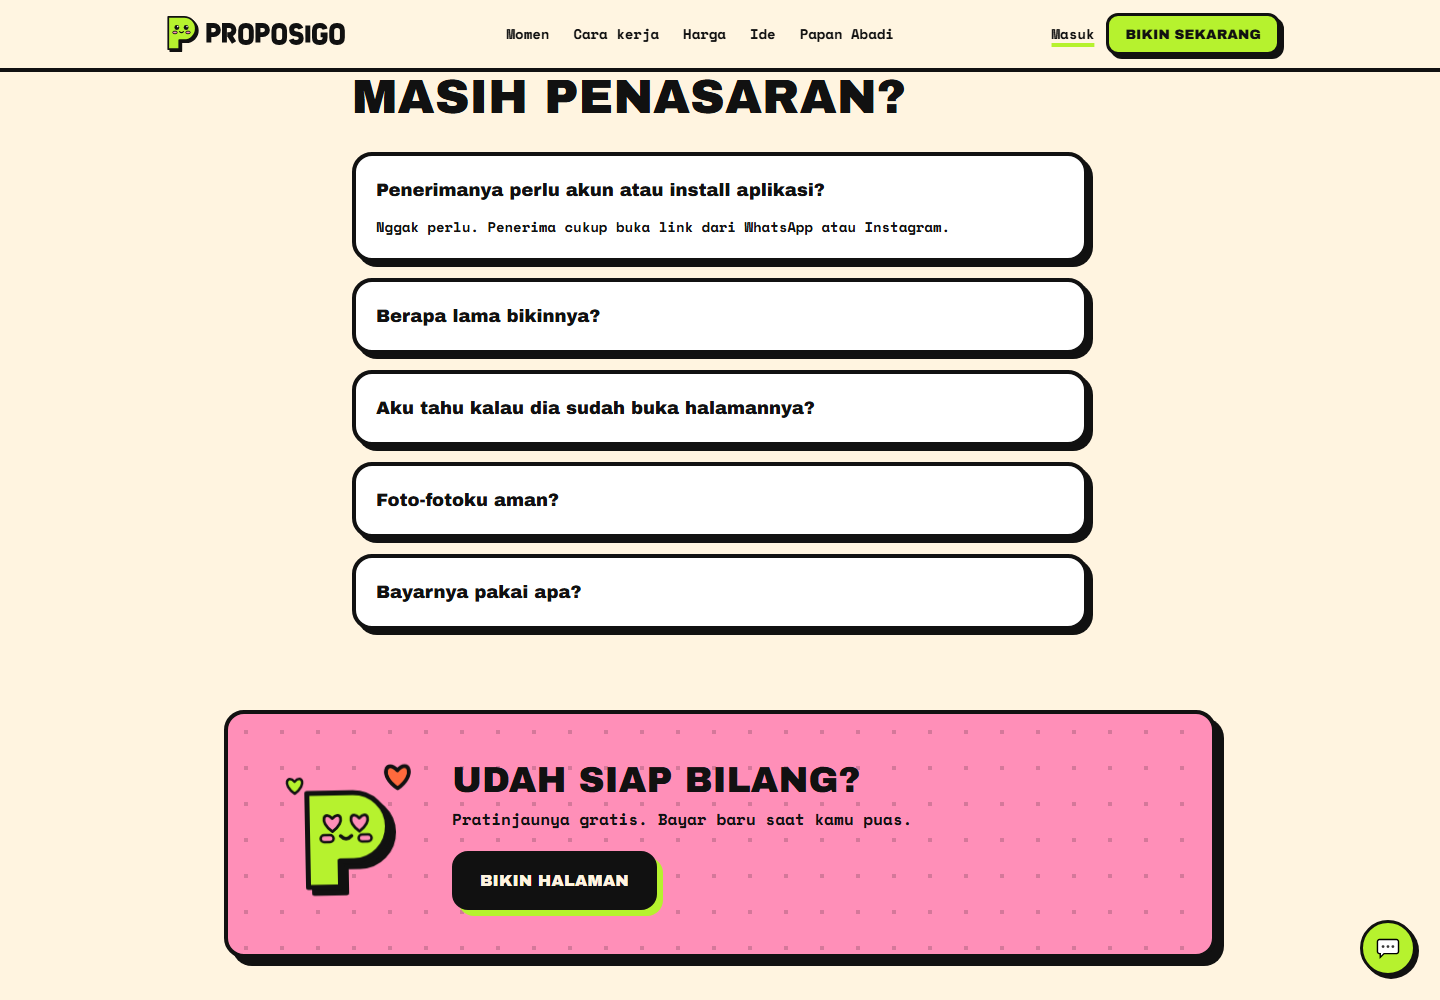 PROPOSIGO
Momen Cara kerja Harga Ide Papan Abadi
Masuk BIKIN SEKARANG
MASIH PENASARAN?
Penerimanya perlu akun atau install aplikasi?
Nggak perlu. Penerima cukup buka link dari WhatsApp atau Instagram.
Berapa lama bikinnya?
Aku tahu kalau dia sudah buka halamannya?
Foto-fotoku aman?
Bayarnya pakai apa?
UDAH SIAP BILANG?
Pratinjaunya gratis. Bayar baru saat kamu puas.
BIKIN HALAMAN